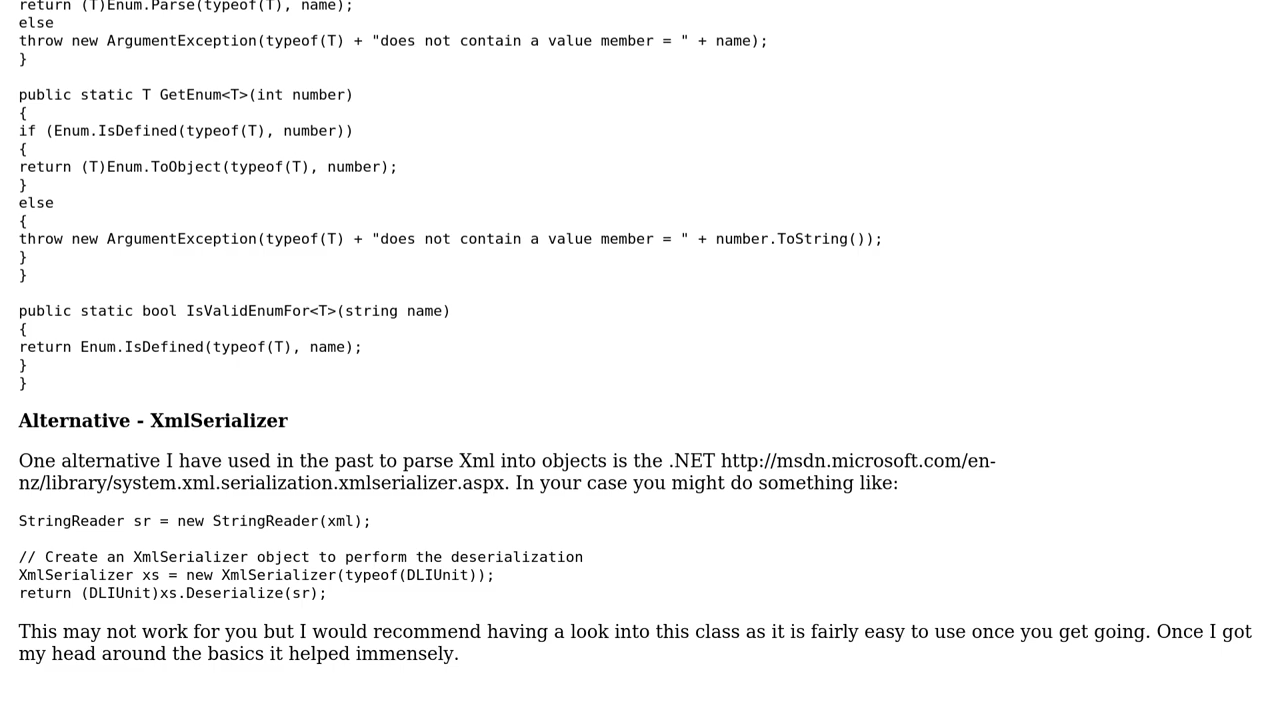 return (T)Enum.Parse(typeof(T), name);
else
throw new ArgumentException(typeof(T) + "does not contain a value member = " + name);
}
public static T GetEnum<T>(int number)
{
if (Enum.IsDefined(typeof(T), number))
{
return (T)Enum.ToObject(typeof(T), number);
}
else
{
throw new ArgumentException(typeof(T) + "does not contain a value member = " + number.ToString());
}
}
public static bool IsValidEnumFor<T>(string name)
{
return Enum.IsDefined(typeof(T), name);
}
}
Alternative - XmlSerializer
One alternative I have used in the past to parse Xml into objects is the .NET http://msdn.microsoft.com/en-
nz/library/system.xml.serialization.xmlserializer.aspx. In your case you might do something like:
StringReader sr = new StringReader(xml);
// Create an XmlSerializer object to perform the deserialization
XmlSerializer xs = new XmlSerializer(typeof(DLIUnit));
return (DLIUnit)xs.Deserialize(sr);
This may not work for you but I would recommend having a look into this class as it is fairly easy to use once you get going. Once I got
my head around the basics it helped immensely.